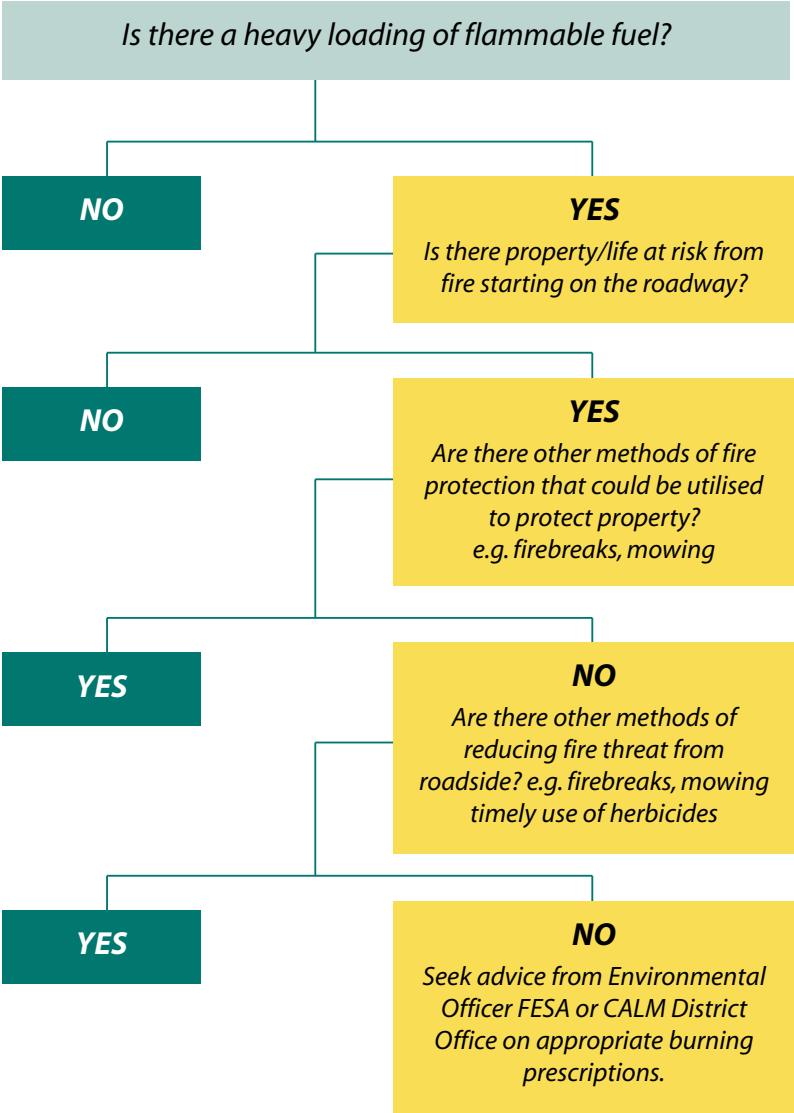 Is there a heavy loading of flammable fuel?
NO
YES
Is there property/life at risk from
fire starting on the roadway?
NO
YES
Are there other methods of fire
protection that could be utilised
to protect property?
e.g. firebreaks, mowing
YES
NO
Are there other methods of
reducing fire threat from
roadside? e.g. firebreaks, mowing
timely use of herbicides
YES
NO
Seek advice from Environmental
Officer FESA or CALM District
Office on appropriate burning
prescriptions.